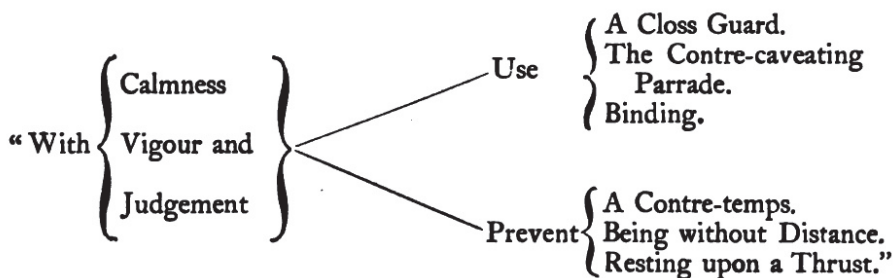 “ With
Calmness
Vigour and
Judgement
Use
A Closs Guard.
The Contre-caveating
Parrade.
Binding.
Prevent
A Contre-temps.
Being without Distance.
Resting upon a Thrust.”